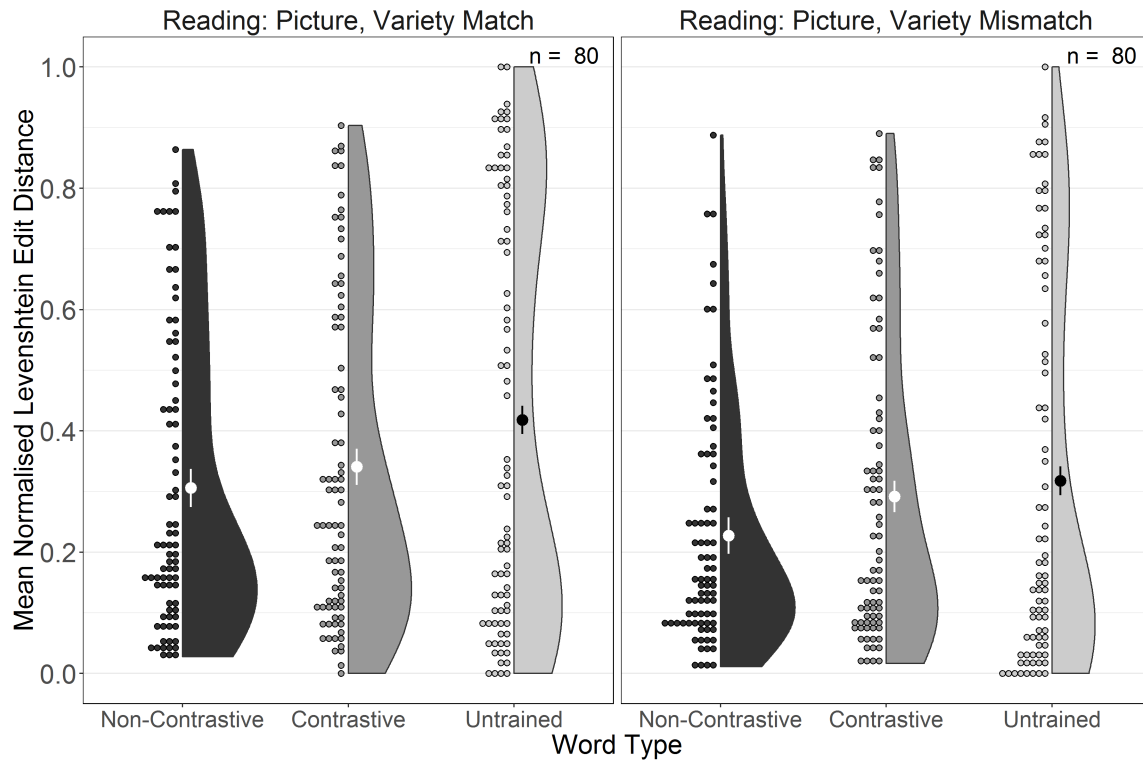 Reading: Picture, Variety Match
Reading: Picture, Variety Mismatch
n =  80
n =  80
Mean Normalised Levenshtein Edit Distance
1.0
0.8
0.6
0.4
0.2
0.0
Non-Contrastive
Contrastive
Untrained
Non-Contrastive
Contrastive
Untrained
Word Type